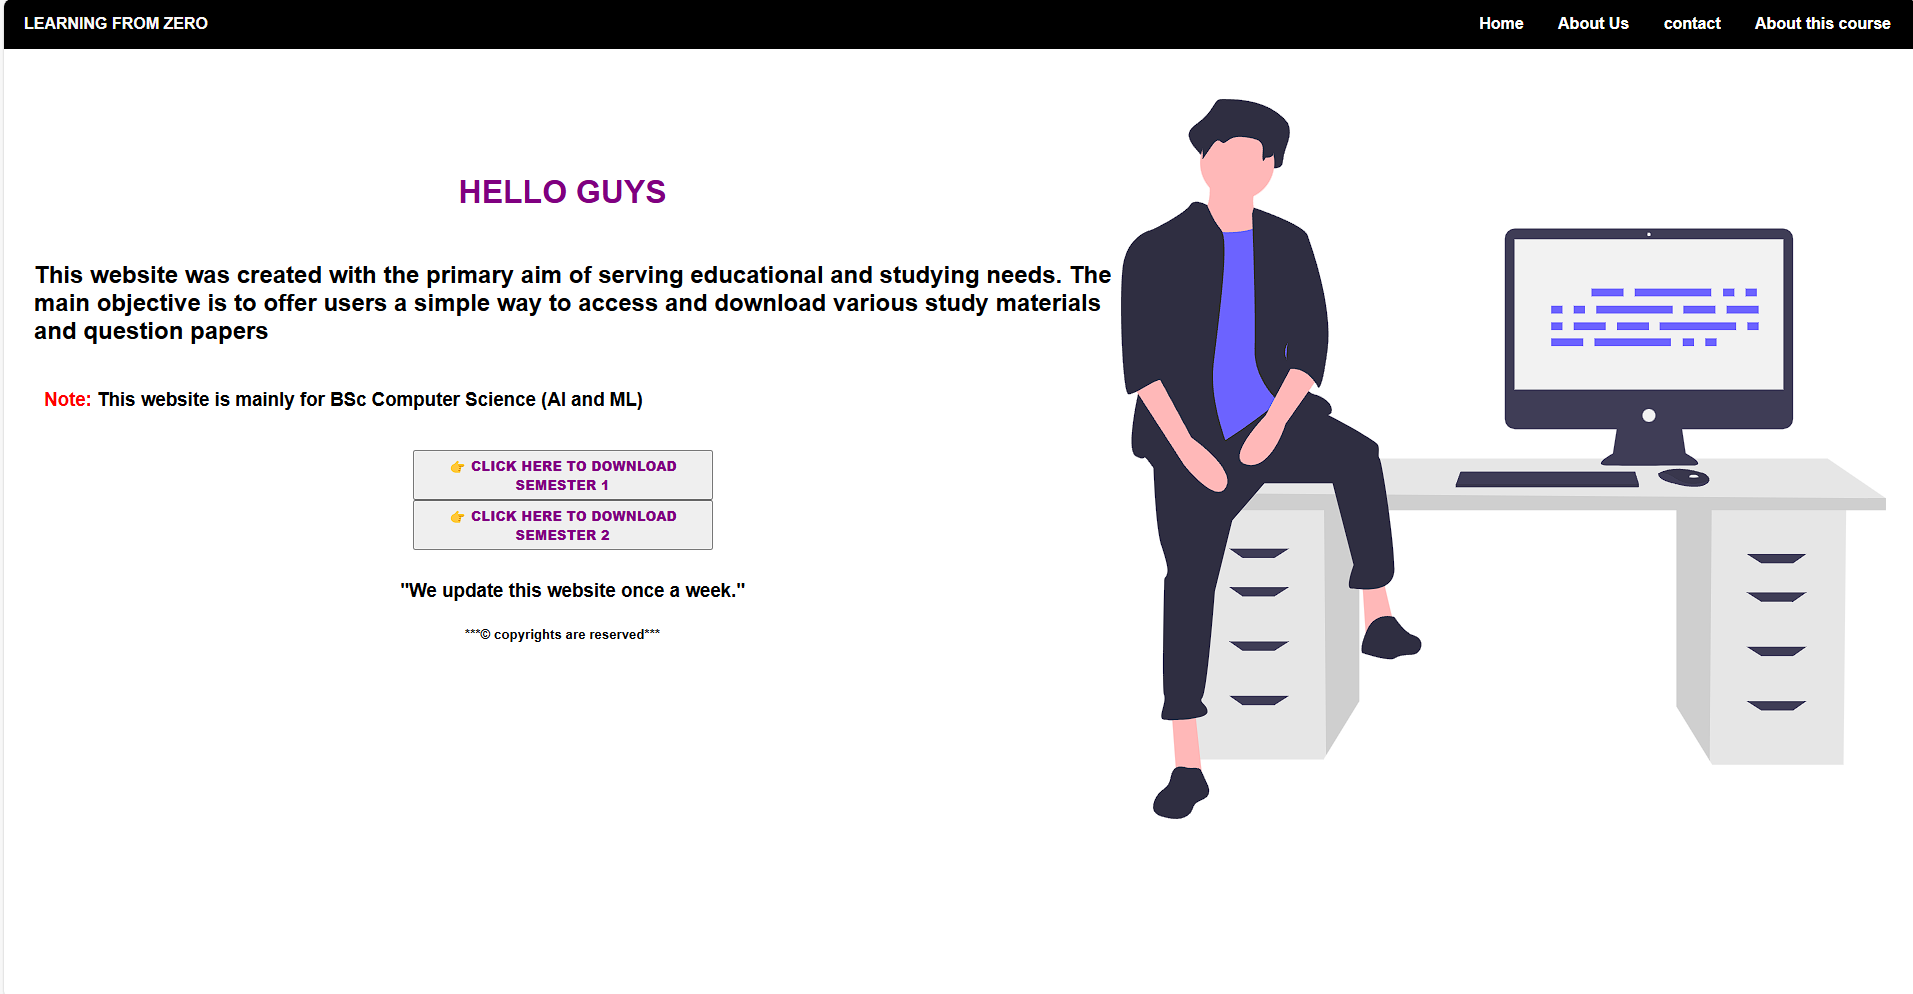 LEARNING FROM ZERO
Home About Us contact About this course
HELLO GUYS
This website was created with the primary aim of serving educational and studying needs. The
main objective is to offer users a simple way to access and download various study materials
and question papers
Note: This website is mainly for BSc Computer Science (AI and ML)
👉 CLICK HERE TO DOWNLOAD
SEMESTER 1
👉 CLICK HERE TO DOWNLOAD
SEMESTER 2
"We update this website once a week."
***© copyrights are reserved***